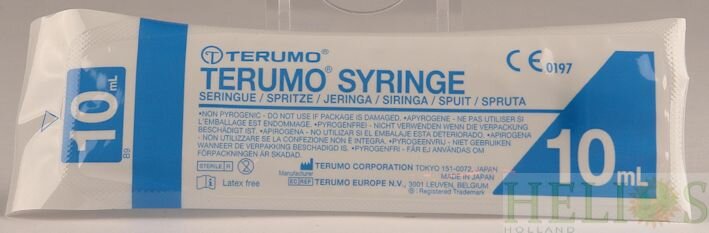 10 mL
89
TERUMO®
TERUMO® SYRINGE
CE 0197
SERINGUE / SPRITZE / JERINGA / SIRINGA / SPUIT / SPRUTA
•NON PYROGENIC - DO NOT USE IF PACKAGE IS DAMAGED. •APYROGENE - NE PAS UTILISER SI
L'EMBALLAGE EST ENDOMMAGE. •PYROGENFREI - NICHT VERWENDEN WENN DIE VERPACKUNG
BESCHÄDIGT IST. •APIROGENA - NO UTILIZAR SI EL EMBALAJE ESTA DETERIORADO. •APIROGENA
- NON UTILIZZARE SE LA CONFEZIONE NON È INTEGRA. •PYROGEENVRIJ - NIET GEBRUIKEN
WANNEER DE VERPAKKING BESCHADIGD IS. •PYROGENFRI - FÅR EJ ANVÄNDAS OM
FÖRPACKNINGEN ÄR SKADAD.
STERILE R
Latex free
Manufacturer
TERUMO CORPORATION TOKYO 151-0072, JAPAN
MADE IN JAPAN
EC REP TERUMO EUROPE N.V., 3001 LEUVEN, BELGIUM
® : Registered Trademark
10 mL
HELIOS
HOLLAND